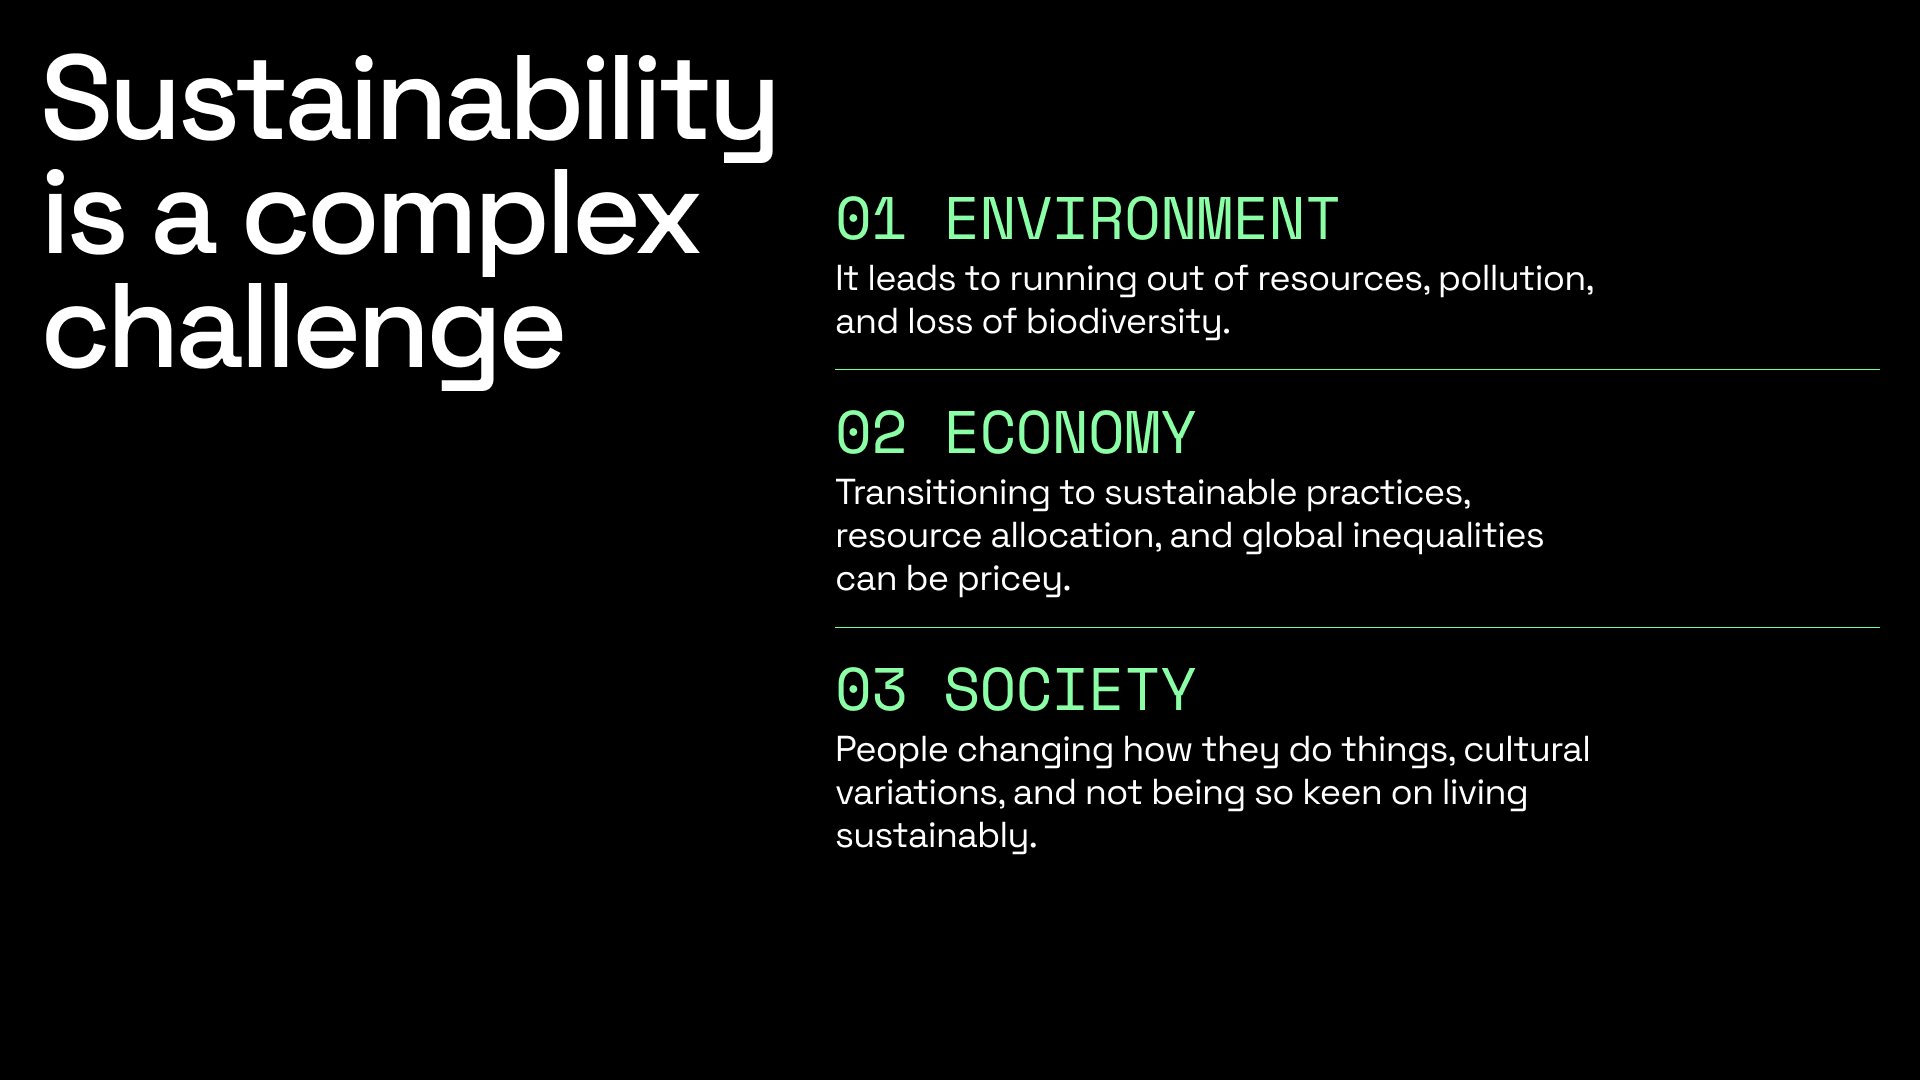 Sustainability
is a complex
challenge
01 ENVIRONMENT
It leads to running out of resources, pollution,
and loss of biodiversity.
02 ECONOMY
Transitioning to sustainable practices,
resource allocation, and global inequalities
can be pricey.
03 SOCIETY
People changing how they do things, cultural
variations, and not being so keen on living
sustainably.